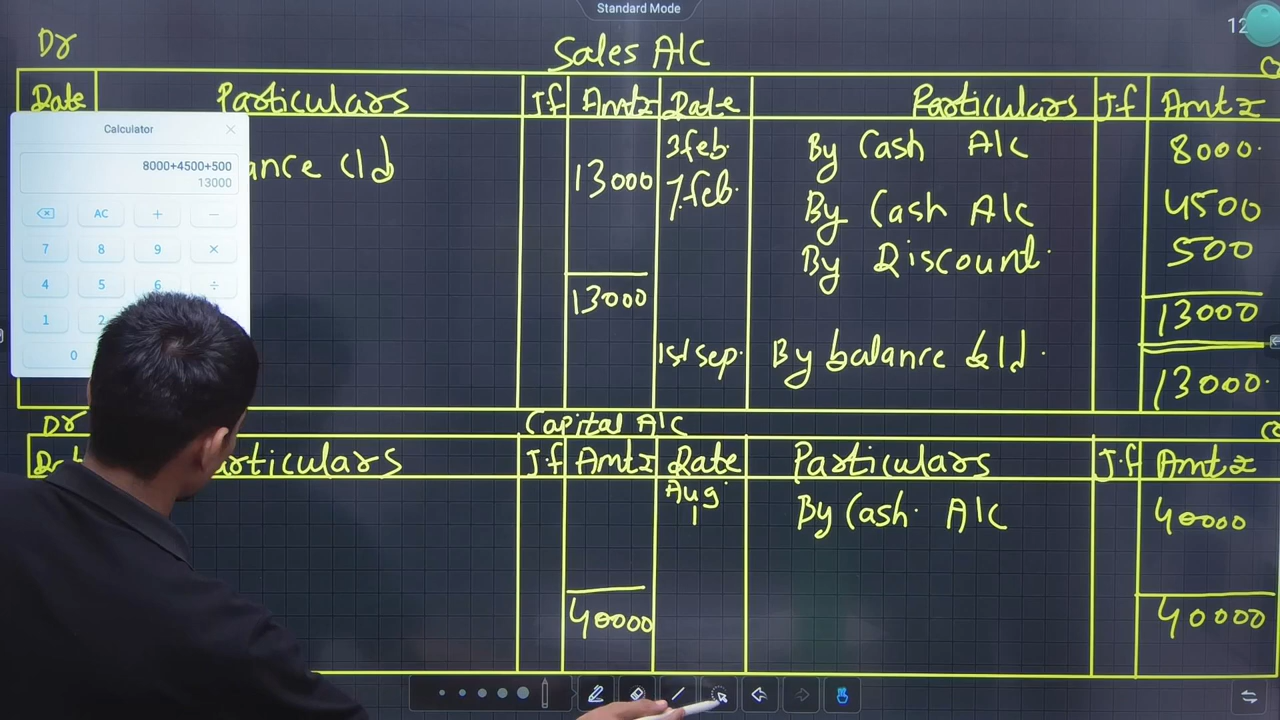 Standard Mode
12
Dr
Sales A/C
Date Particulars J.f Amt₹ Date Particulars J.f Amt₹
Calculator
8000+4500+500
13000
AC + −
7 8 9 ×
4 5 6 ÷
1 2
0
ance c/d 13000
3 feb. By Cash A/C 8000
7 feb. By Cash A/C 4500
By Discount 500
13000 13000
1st sep. By balance b/d 13000
Dr
Capital A/C
articulars J.f Amt₹ Date Particulars J.f Amt₹
Aug 1 By Cash A/C 40000
40000 40000